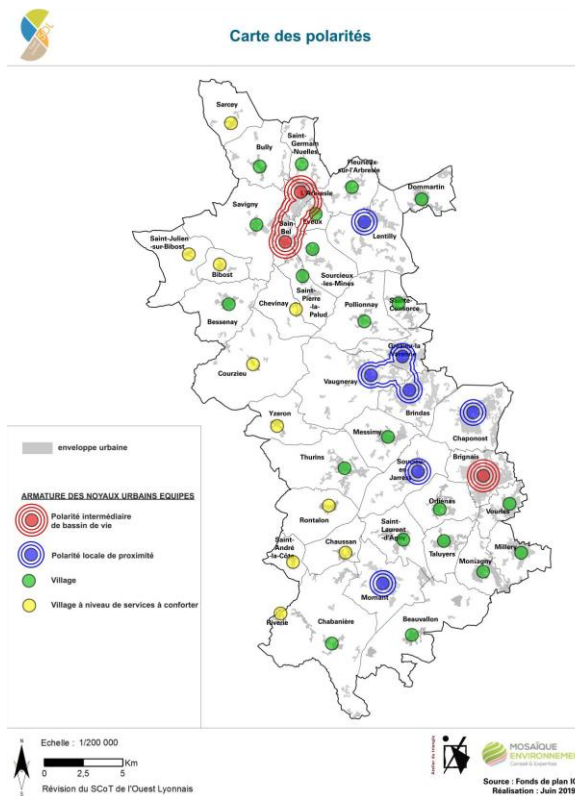 Carte des polarités
Sarcey
Bully
Saint-
Germain
-Nuelles
Fleurieux-
sur-l'Arbresle
Dommartin
L'Arbresle
Savigny
Eveux
Sain-
Bel
Lentilly
Saint-Julien
-sur-Bibost
Bibost
Sourcieux
-les-Mines
Saint-
Pierre
-la-
Palud
Chevinay
Bessenay
Pollionnay
Sainte-
Consorce
Courzieu
Grézieu-la
-Varenne
Vaugneray
Brindas
Chaponost
Yzeron
Messimy
Thurins
Soucieu-
en-
Jarrest
Brignais
Rontalon
Orliénas
Vourles
Saint-
André
-la-Côte
Chaussan
Saint-
Laurent
-d'Agny
Taluyers
Millery
Montagny
Mornant
Riverie
Chabanière
Beauvallon
enveloppe urbaine
ARMATURE DES NOYAUX URBAINS EQUIPES
Polarité intermédiaire
de bassin de vie
Polarité locale de proximité
Village
Village à niveau de services à conforter
N
Echelle : 1/200 000
0 2,5 5 Km
Révision du SCoT de l'Ouest Lyonnais
MOSAÏQUE
ENVIRONNEMEN
Conseil & Expertise
Source : Fonds de plan IG
Réalisation : Juin 2019